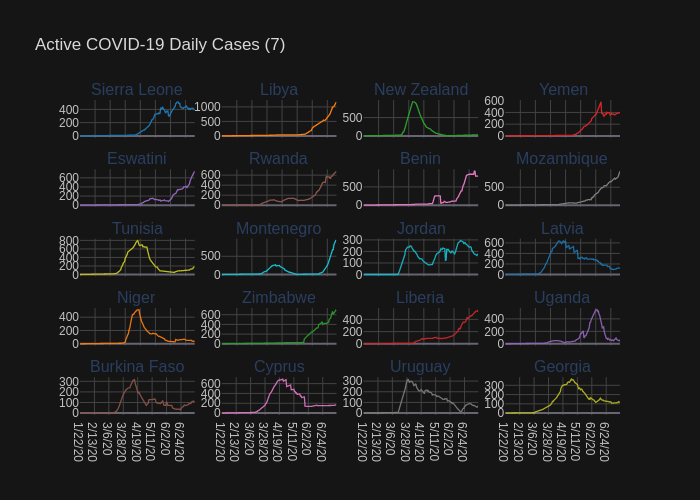 Active COVID-19 Daily Cases (7)
Sierra Leone Libya New Zealand Yemen
400 200 0 1000 500 0 500 0 600 400 200 0
Eswatini Rwanda Benin Mozambique
600 400 200 0 600 400 200 0 500 0 500 0
Tunisia Montenegro Jordan Latvia
800 600 400 200 0 500 0 300 200 100 0 600 400 200 0
Niger Zimbabwe Liberia Uganda
400 200 0 600 400 200 0 400 200 0 400 200 0
Burkina Faso Cyprus Uruguay Georgia
300 200 100 0 600 400 200 0 300 200 100 0 300 200 100 0
1/22/20 2/13/20 3/6/20 3/28/20 4/19/20 5/11/20 6/2/20 6/24/20 1/22/20 2/13/20 3/6/20 3/28/20 4/19/20 5/11/20 6/2/20 6/24/20 1/22/20 2/13/20 3/6/20 3/28/20 4/19/20 5/11/20 6/2/20 6/24/20 1/22/20 2/13/20 3/6/20 3/28/20 4/19/20 5/11/20 6/2/20 6/24/20